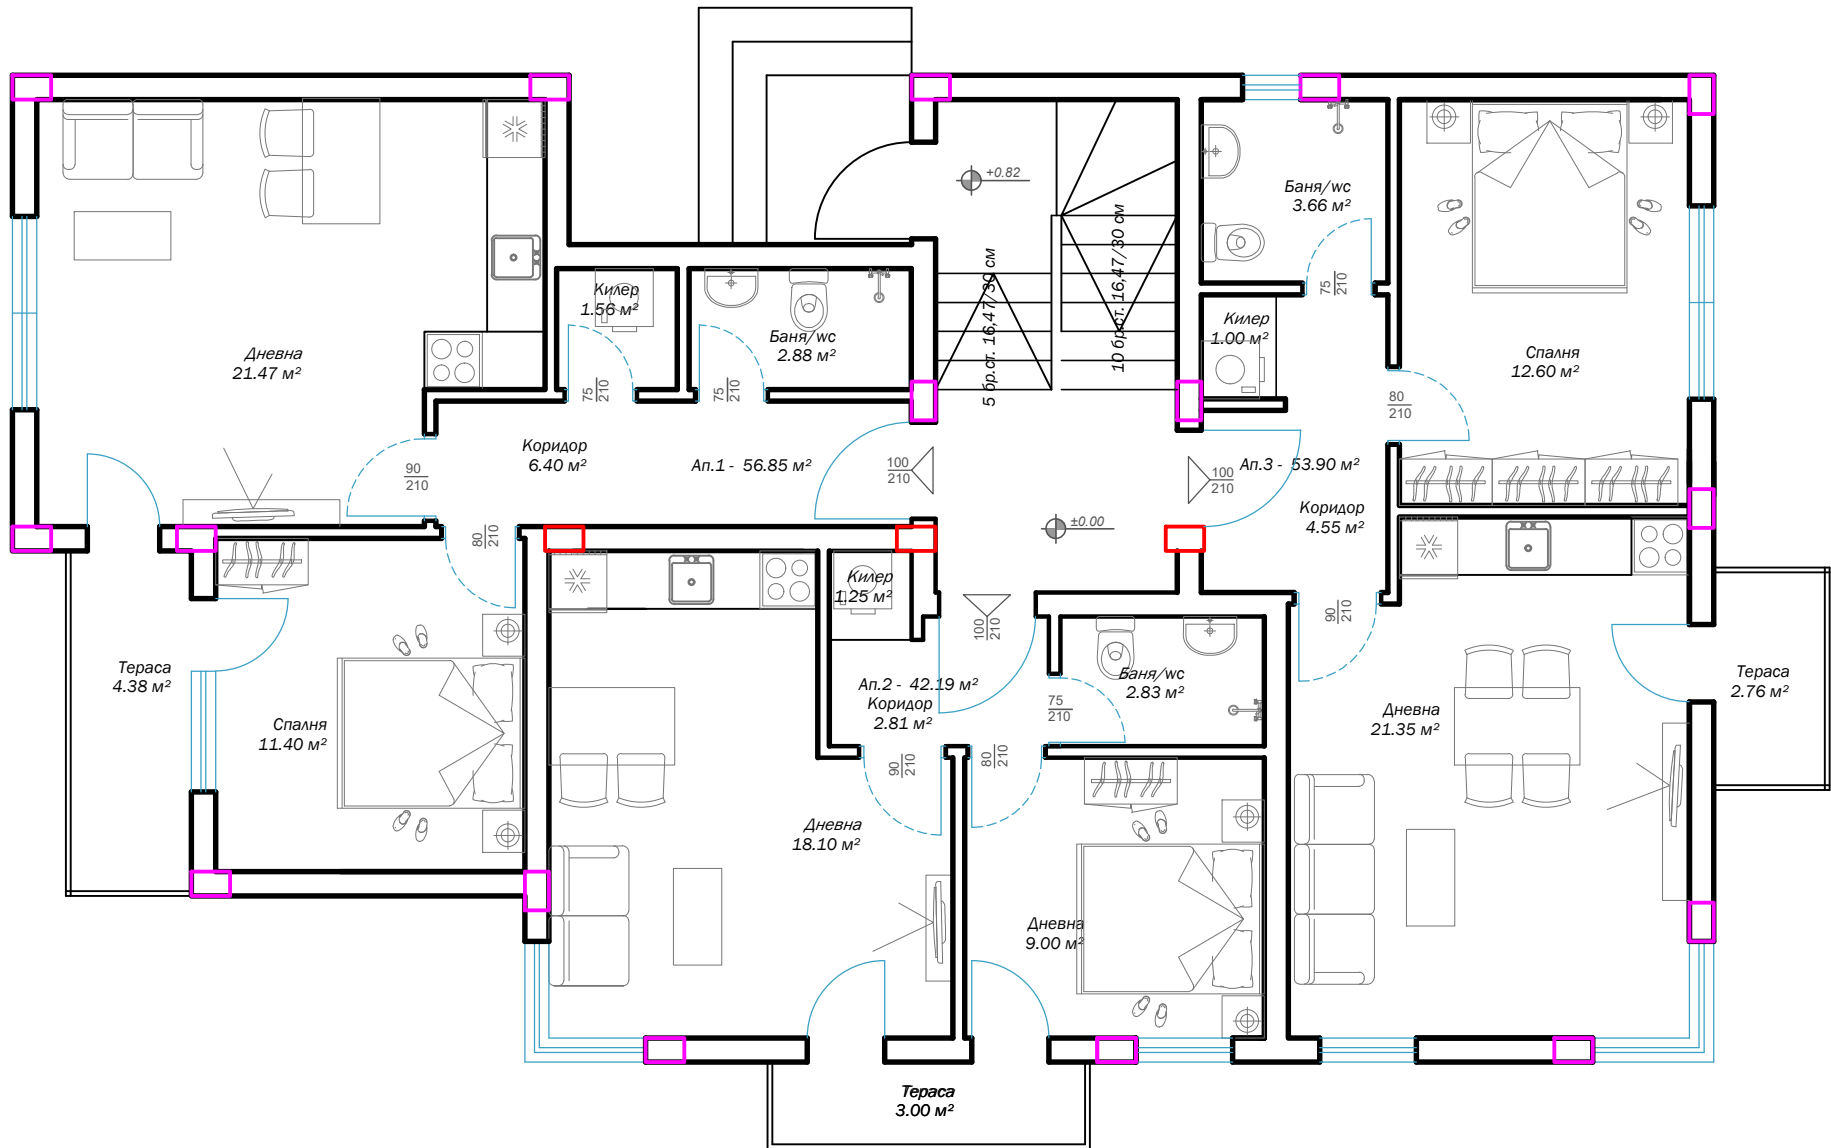 +0.82
Баня/wc
3.66 м²
75
210
5 бр.ст. 16,47/30 см
10 бр.ст. 16,47/30 см
Килер
1.56 м²
Баня/wc
2.88 м²
Килер
1.00 м²
Дневна
21.47 м²
Спалня
12.60 м²
75
210
75
210
80
210
Коридор
6.40 м²
Ап.1 - 56.85 м²
90
210
100
210
100
210
Ап.3 - 53.90 м²
Коридор
4.55 м²
±0.00
80
210
Килер
1.25 м²
100
210
90
210
Тераса
4.38 м²
Ап.2 - 42.19 м²
Коридор
2.81 м²
Баня/wc
2.83 м²
75
210
Тераса
2.76 м²
Спалня
11.40 м²
Дневна
21.35 м²
90
210
80
210
Дневна
18.10 м²
Дневна
9.00 м²
Тераса
3.00 м²